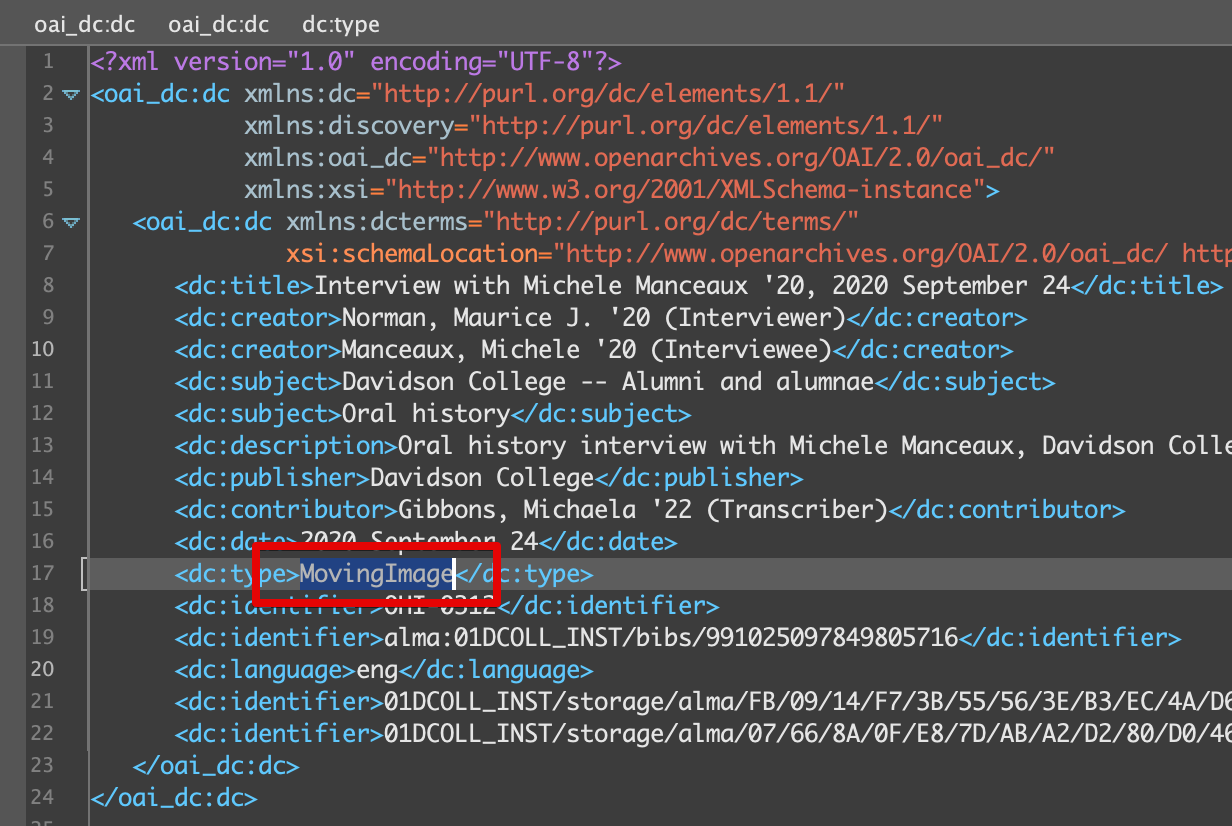 oai_dc:dc oai_dc:dc dc:type
1 <?xml version="1.0" encoding="UTF-8"?>
2 <oai_dc:dc xmlns:dc="http://purl.org/dc/elements/1.1/"
3 xmlns:discovery="http://purl.org/dc/elements/1.1/"
4 xmlns:oai_dc="http://www.openarchives.org/OAI/2.0/oai_dc/"
5 xmlns:xsi="http://www.w3.org/2001/XMLSchema-instance">
6 <oai_dc:dc xmlns:dcterms="http://purl.org/dc/terms/"
7 xsi:schemaLocation="http://www.openarchives.org/OAI/2.0/oai_dc/ http
8 <dc:title>Interview with Michele Manceaux '20, 2020 September 24</dc:title>
9 <dc:creator>Norman, Maurice J. '20 (Interviewer)</dc:creator>
10 <dc:creator>Manceaux, Michele '20 (Interviewee)</dc:creator>
11 <dc:subject>Davidson College -- Alumni and alumnae</dc:subject>
12 <dc:subject>Oral history</dc:subject>
13 <dc:description>Oral history interview with Michele Manceaux, Davidson Colle
14 <dc:publisher>Davidson College</dc:publisher>
15 <dc:contributor>Gibbons, Michaela '22 (Transcriber)</dc:contributor>
16 <dc:date>2020 September 24</dc:date>
17 <dc:type>MovingImage</dc:type>
18 <dc:identifier>OHI 0312</dc:identifier>
19 <dc:identifier>alma:01DCOLL_INST/bibs/991025097849805716</dc:identifier>
20 <dc:language>eng</dc:language>
21 <dc:identifier>01DCOLL_INST/storage/alma/FB/09/14/F7/3B/55/56/3E/B3/EC/4A/D6
22 <dc:identifier>01DCOLL_INST/storage/alma/07/66/8A/0F/E8/7D/AB/A2/D2/80/D0/46
23 </oai_dc:dc>
24 </oai_dc:dc>